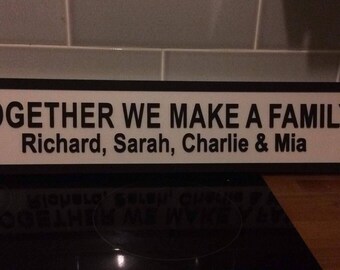 OGETHER WE MAKE A FAMILY
Richard, Sarah, Charlie & Mia